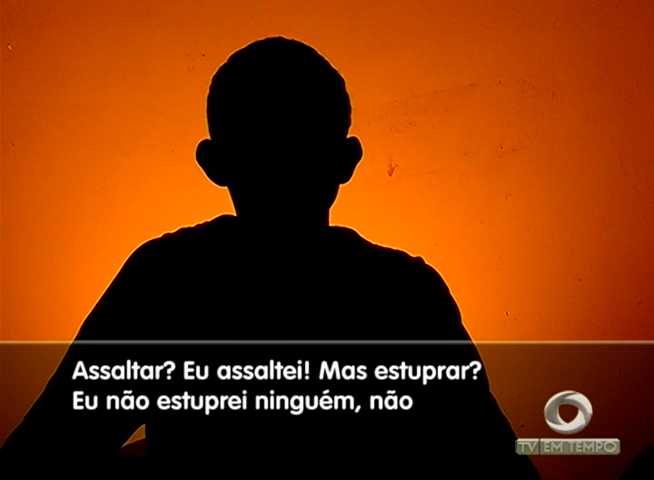 Assaltar? Eu assaltei! Mas estuprar?
Eu não estuprei ninguém, não
TV EM TEMPO